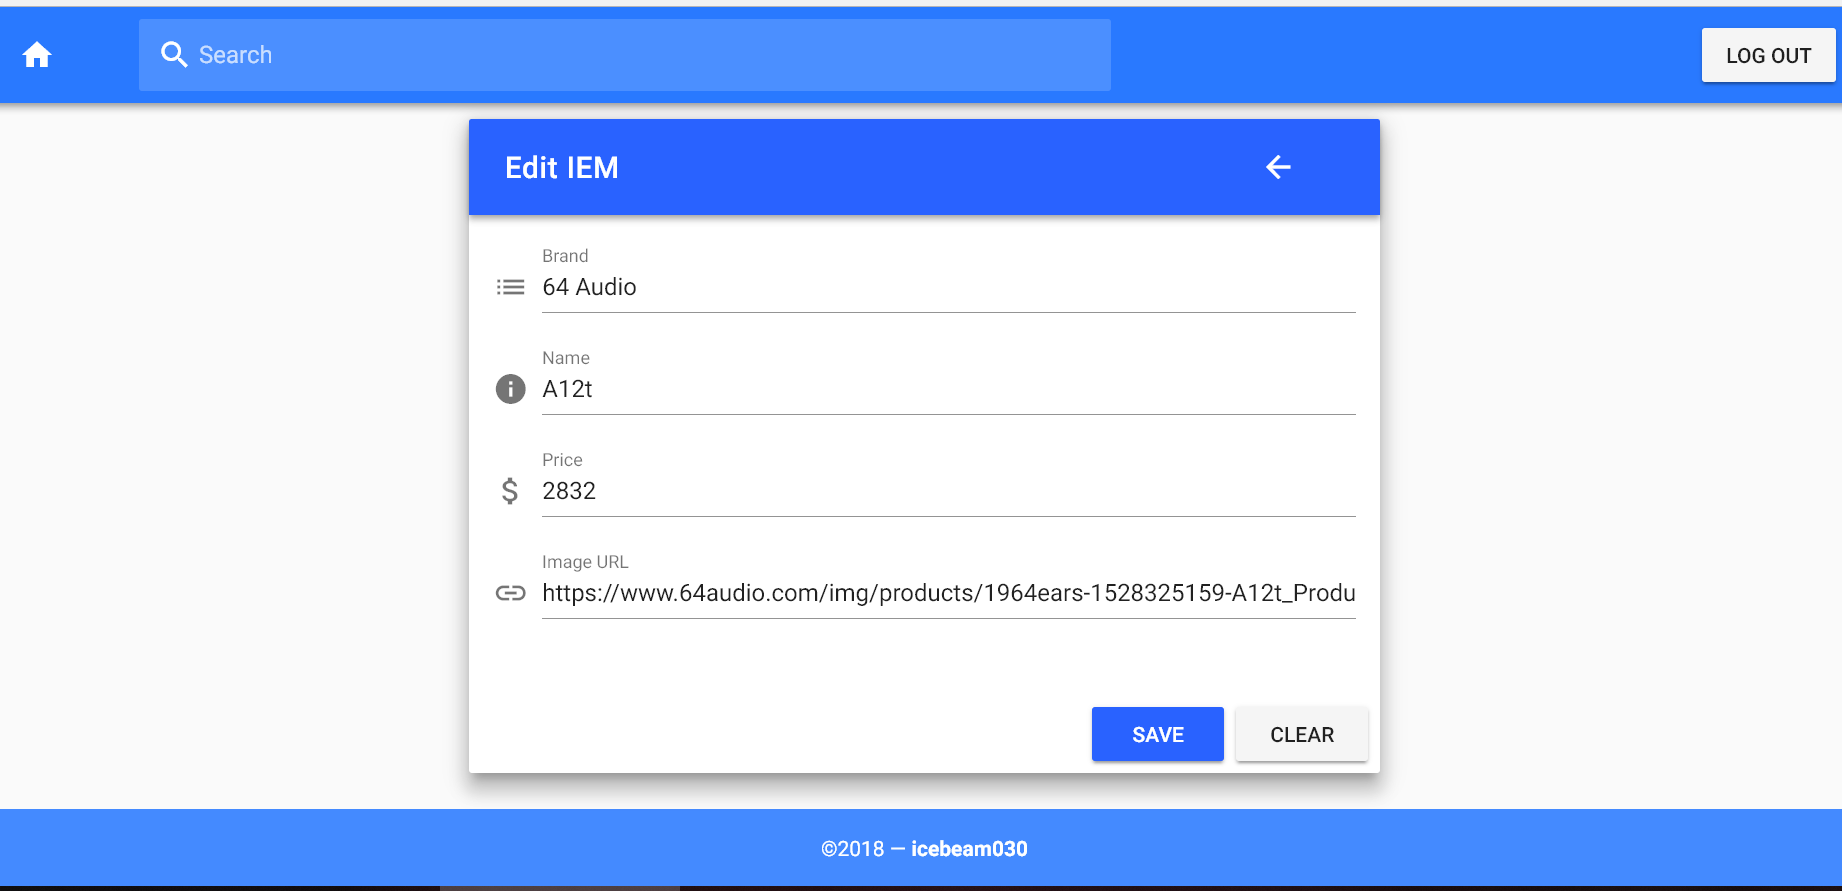 Search
LOG OUT
Edit IEM
Brand
64 Audio
Name
A12t
Price
$ 2832
Image URL
https://www.64audio.com/img/products/1964ears-1528325159-A12t_Produ
SAVE
CLEAR
©2018 — icebeam030